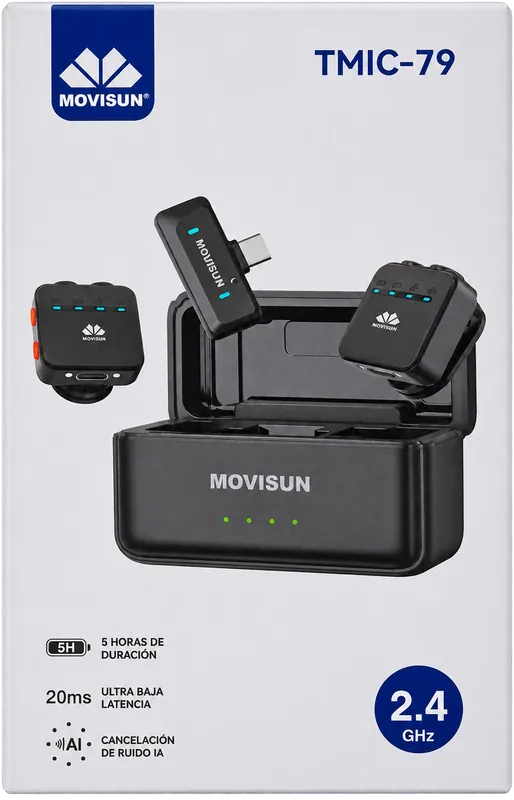 MOVISUN®
TMIC-79
MOVISUN
MOVISUN
MOVISUN
MOVISUN
5H
5 HORAS DE
DURACIÓN
20ms
ULTRA BAJA
LATENCIA
AI
CANCELACIÓN
DE RUIDO IA
2.4
GHz